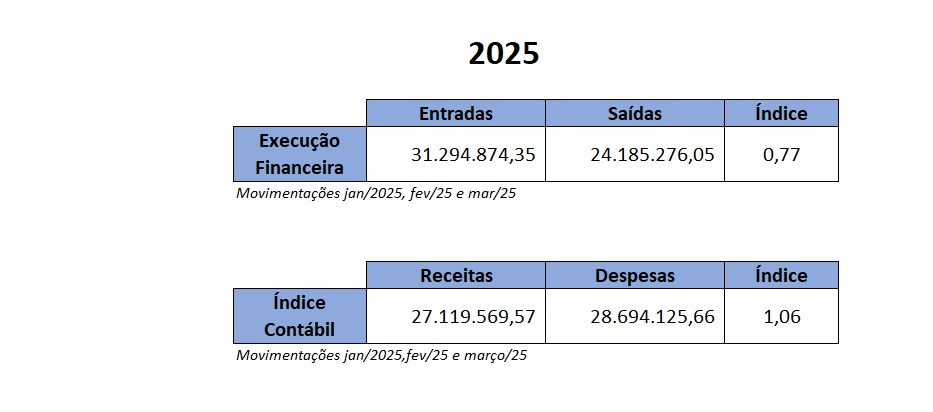 2025
Entradas Saídas Índice
Execução
Financeira
31.294.874,35 24.185.276,05 0,77
Movimentações jan/2025, fev/25 e mar/25
Receitas Despesas Índice
Índice
Contábil
27.119.569,57 28.694.125,66 1,06
Movimentações jan/2025,fev/25 e março/25